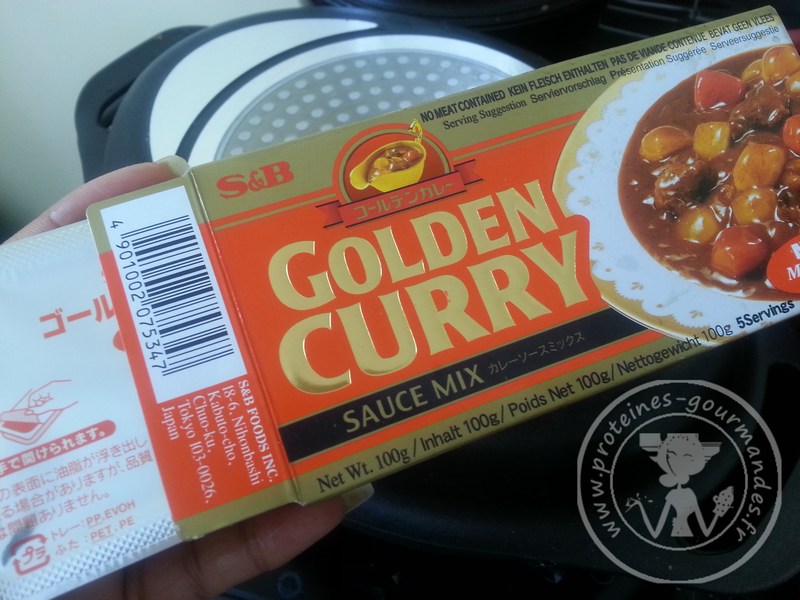 NO MEAT CONTAINED KEIN FLEISCH ENTHALTEN PAS DE VIANDE CONTENUE BEVAT GEEN VLEES
Serving Suggestion Serviervorschlag Présentation Suggérée Serveersuggestie
S&B
ゴールデンカレー
GOLDEN
CURRY
SAUCE MIX カレーソースミックス
Net Wt. 100g / Inhalt 100g / Poids Net 100g / Nettogewicht 100g 5Servings
4 901002 075347
S&B FOODS INC.
18-6, Nihonbashi
Kabuto-cho,
Chuo-ku,
Tokyo 103-0026,
Japan
ゴール
手で開けられます。
の表面に油脂が浮き出し
る場合がありますが、品質
ありません。
プラ
トレー:PP, EVOH
ふた:PET, PE
www.proteines-gourmandes.fr